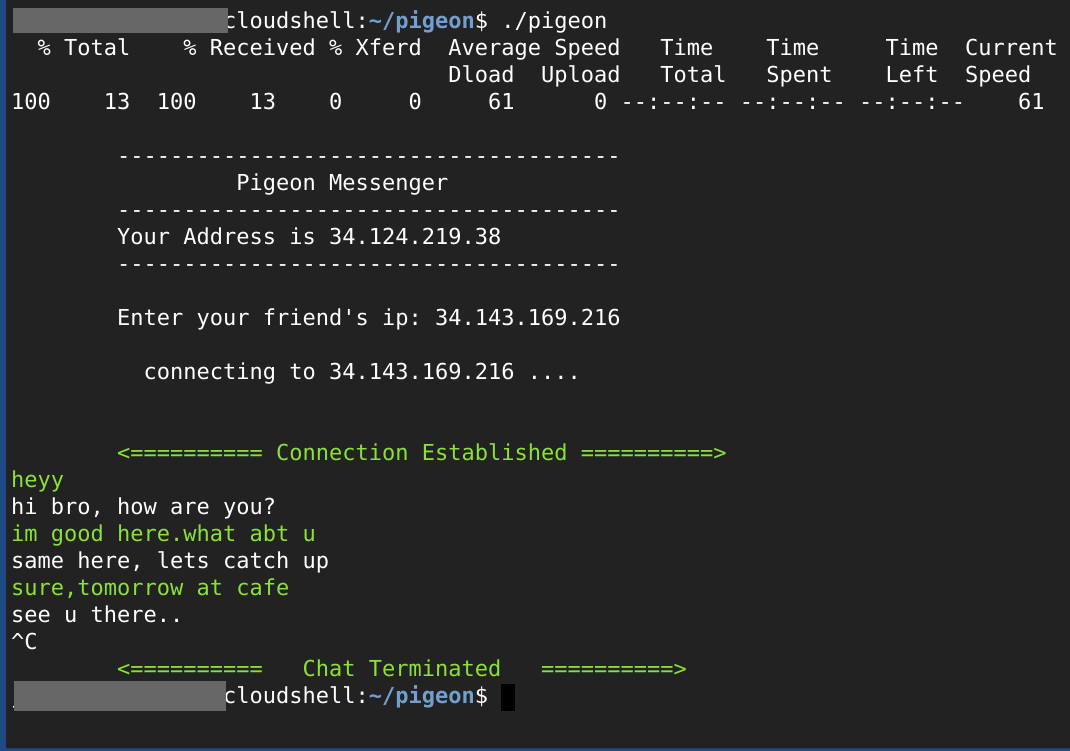 cloudshell:~/pigeon$ ./pigeon
% Total % Received % Xferd Average Speed Time Time Time Current
Dload Upload Total Spent Left Speed
100 13 100 13 0 0 61 0 --:--:-- --:--:-- --:--:-- 61
--------------------------------------
Pigeon Messenger
--------------------------------------
Your Address is 34.124.219.38
--------------------------------------
Enter your friend's ip: 34.143.169.216
connecting to 34.143.169.216 ....
<========== Connection Established ==========>
heyy
hi bro, how are you?
im good here.what abt u
same here, lets catch up
sure,tomorrow at cafe
see u there..
^C
<========== Chat Terminated ==========>
cloudshell:~/pigeon$